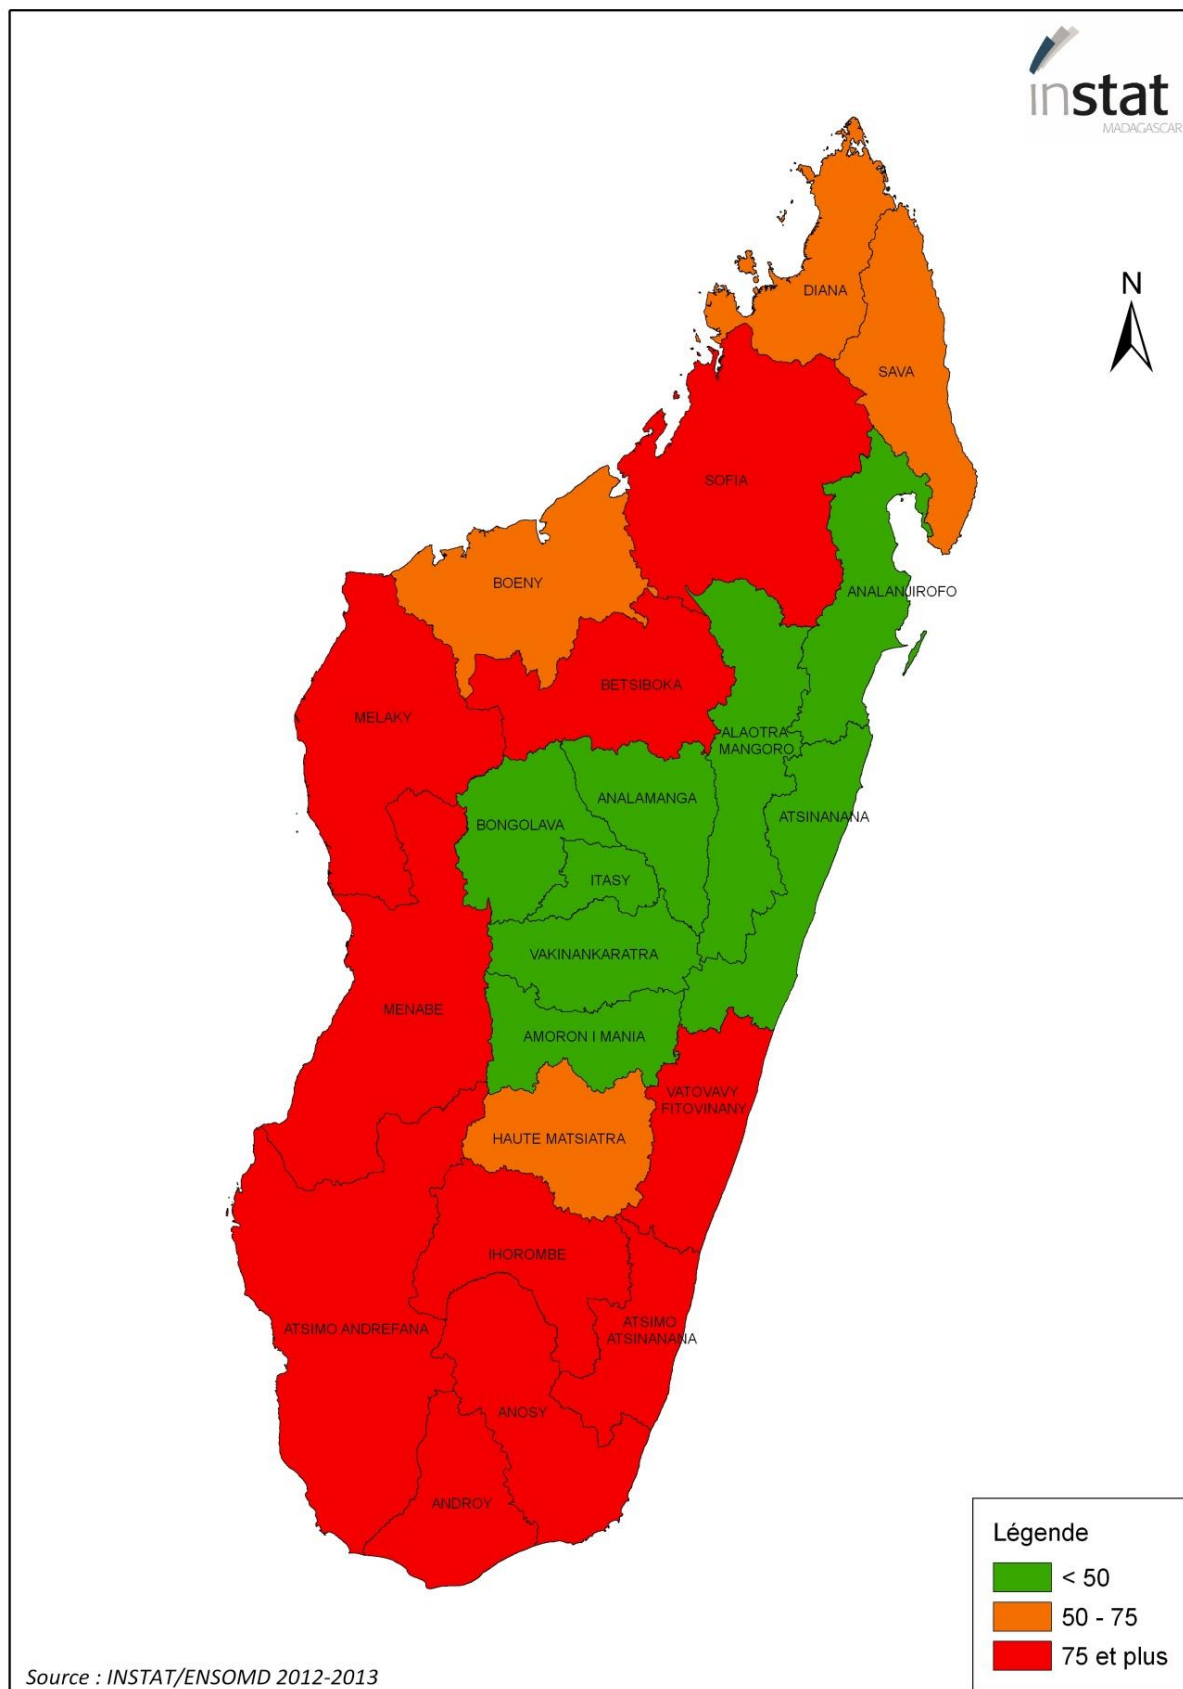 instat
MADAGASCAR
N
DIANA
SAVA
SOFIA
BOENY
ANALANJIROFO
BETSIBOKA
MELAKY
ALAOTRA
MANGORO
ANALAMANGA
ATSINANANA
BONGOLAVA
ITASY
VAKINANKARATRA
MENABE
AMORON I MANIA
VATOVAVY
FITOVINANY
HAUTE MATSIATRA
IHOROMBE
ATSIMO ANDREFANA
ATSIMO
ATSINANANA
ANOSY
ANDROY
Légende
< 50
50 - 75
75 et plus
Source : INSTAT/ENSOMD 2012-2013